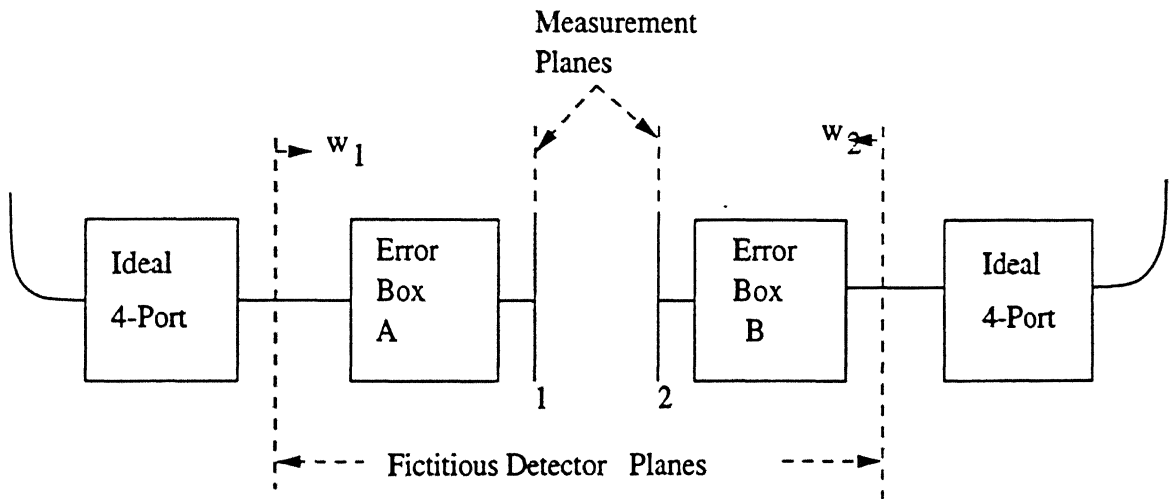 Measurement
Planes
w1
w2
Ideal
4-Port
Error
Box
A
Error
Box
B
Ideal
4-Port
1
2
Fictitious Detector Planes